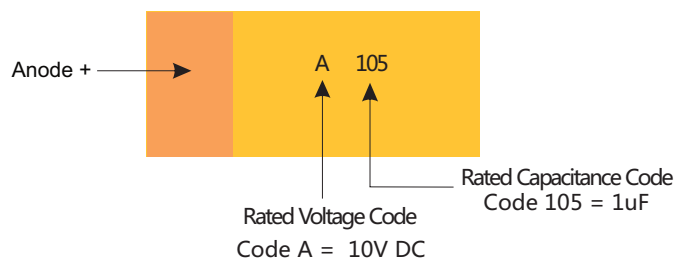 A 105
Anode +
Rated Capacitance Code
Code 105 = 1uF
Rated Voltage Code
Code A = 10V DC